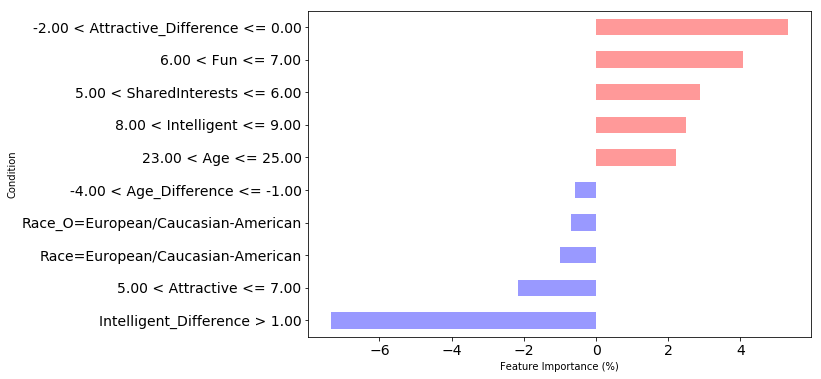 -2.00 < Attractive_Difference <= 0.00
6.00 < Fun <= 7.00
5.00 < SharedInterests <= 6.00
8.00 < Intelligent <= 9.00
23.00 < Age <= 25.00
-4.00 < Age_Difference <= -1.00
Race_O=European/Caucasian-American
Race=European/Caucasian-American
5.00 < Attractive <= 7.00
Intelligent_Difference > 1.00
Condition
−6 −4 −2 0 2 4
Feature Importance (%)